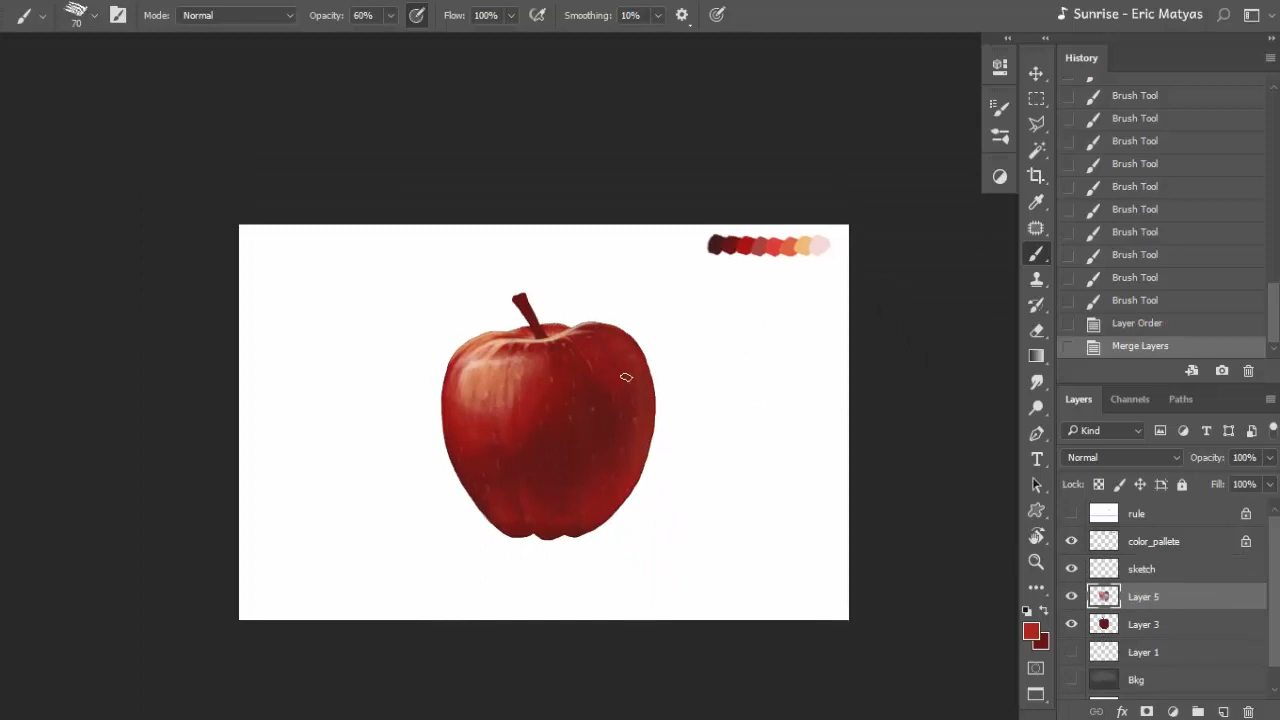 Mode: Normal Opacity: 60% Flow: 100% Smoothing: 10% Sunrise - Eric Matyas
70
History
Brush Tool
Brush Tool
Brush Tool
Brush Tool
Brush Tool
Brush Tool
Brush Tool
Brush Tool
Brush Tool
Brush Tool
Layer Order
Merge Layers
Layers Channels Paths
Kind
Normal Opacity: 100%
Lock: Fill: 100%
rule
color_pallete
sketch
Layer 5
Layer 3
Layer 1
Bkg